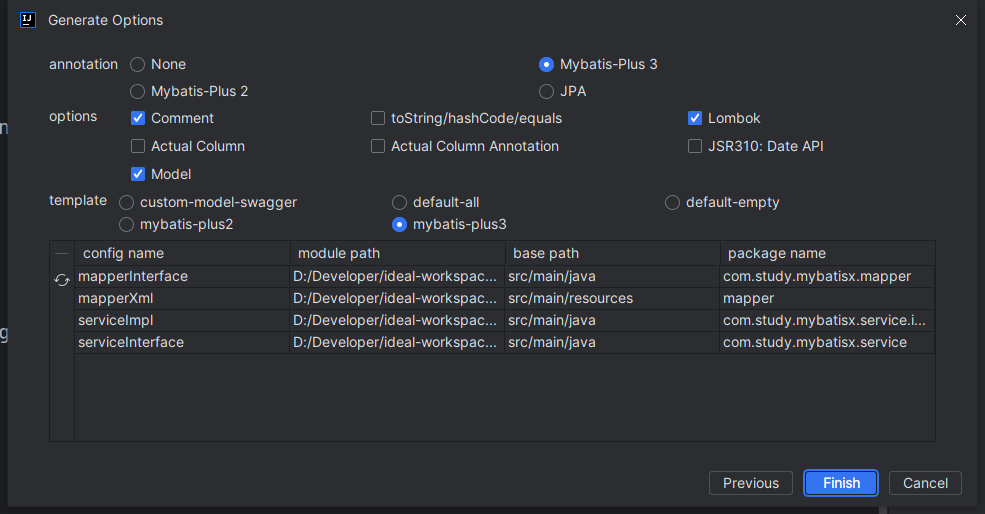 Generate Options
annotation None Mybatis-Plus 3
Mybatis-Plus 2 JPA
options Comment toString/hashCode/equals Lombok
Actual Column Actual Column Annotation JSR310: Date API
Model
template custom-model-swagger default-all default-empty
mybatis-plus2 mybatis-plus3
config name module path base path package name
mapperInterface D:/Developer/ideal-workspac... src/main/java com.study.mybatisx.mapper
mapperXml D:/Developer/ideal-workspac... src/main/resources mapper
serviceImpl D:/Developer/ideal-workspac... src/main/java com.study.mybatisx.service.i...
serviceInterface D:/Developer/ideal-workspac... src/main/java com.study.mybatisx.service
Previous Finish Cancel